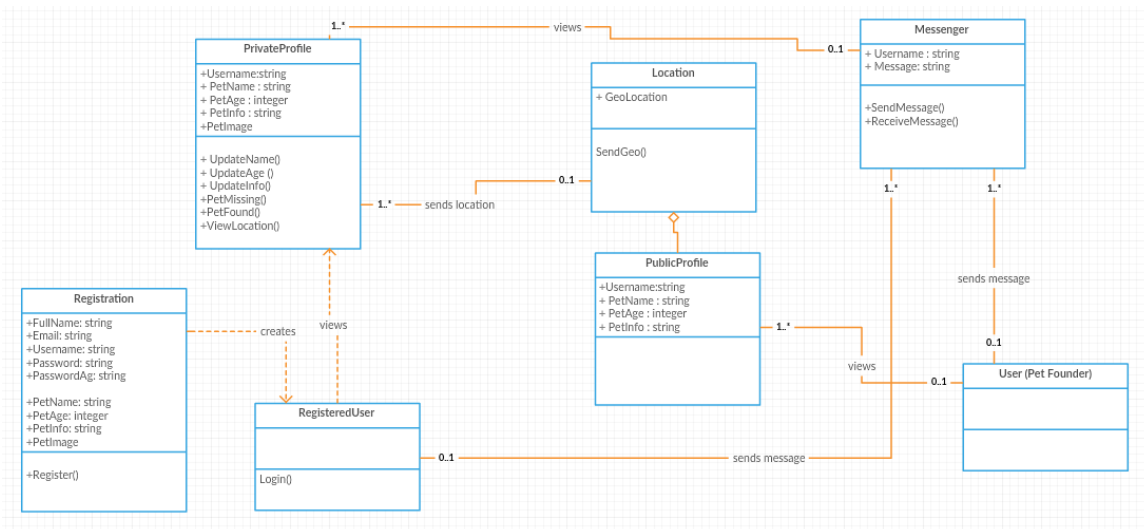 1..*
views
0..1
PrivateProfile
+Username:string
+ PetName : string
+ PetAge : integer
+ PetInfo : string
+PetImage
+ UpdateName()
+ UpdateAge ()
+ UpdateInfo()
+PetMissing()
+PetFound()
+ViewLocation()
Location
+ GeoLocation
SendGeo()
Messenger
+ Username : string
+ Message: string
+SendMessage()
+ReceiveMessage()
1..*
sends location
0..1
1..*
1..*
PublicProfile
+Username:string
+ PetName : string
+ PetAge : integer
+ PetInfo : string
1..*
views
0..1
sends message
0..1
Registration
+FullName: string
+Email: string
+Username: string
+Password: string
+PasswordAg: string
+PetName: string
+PetAge: integer
+PetInfo: string
+PetImage
+Register()
creates
views
RegisteredUser
Login()
0..1
sends message
User (Pet Founder)